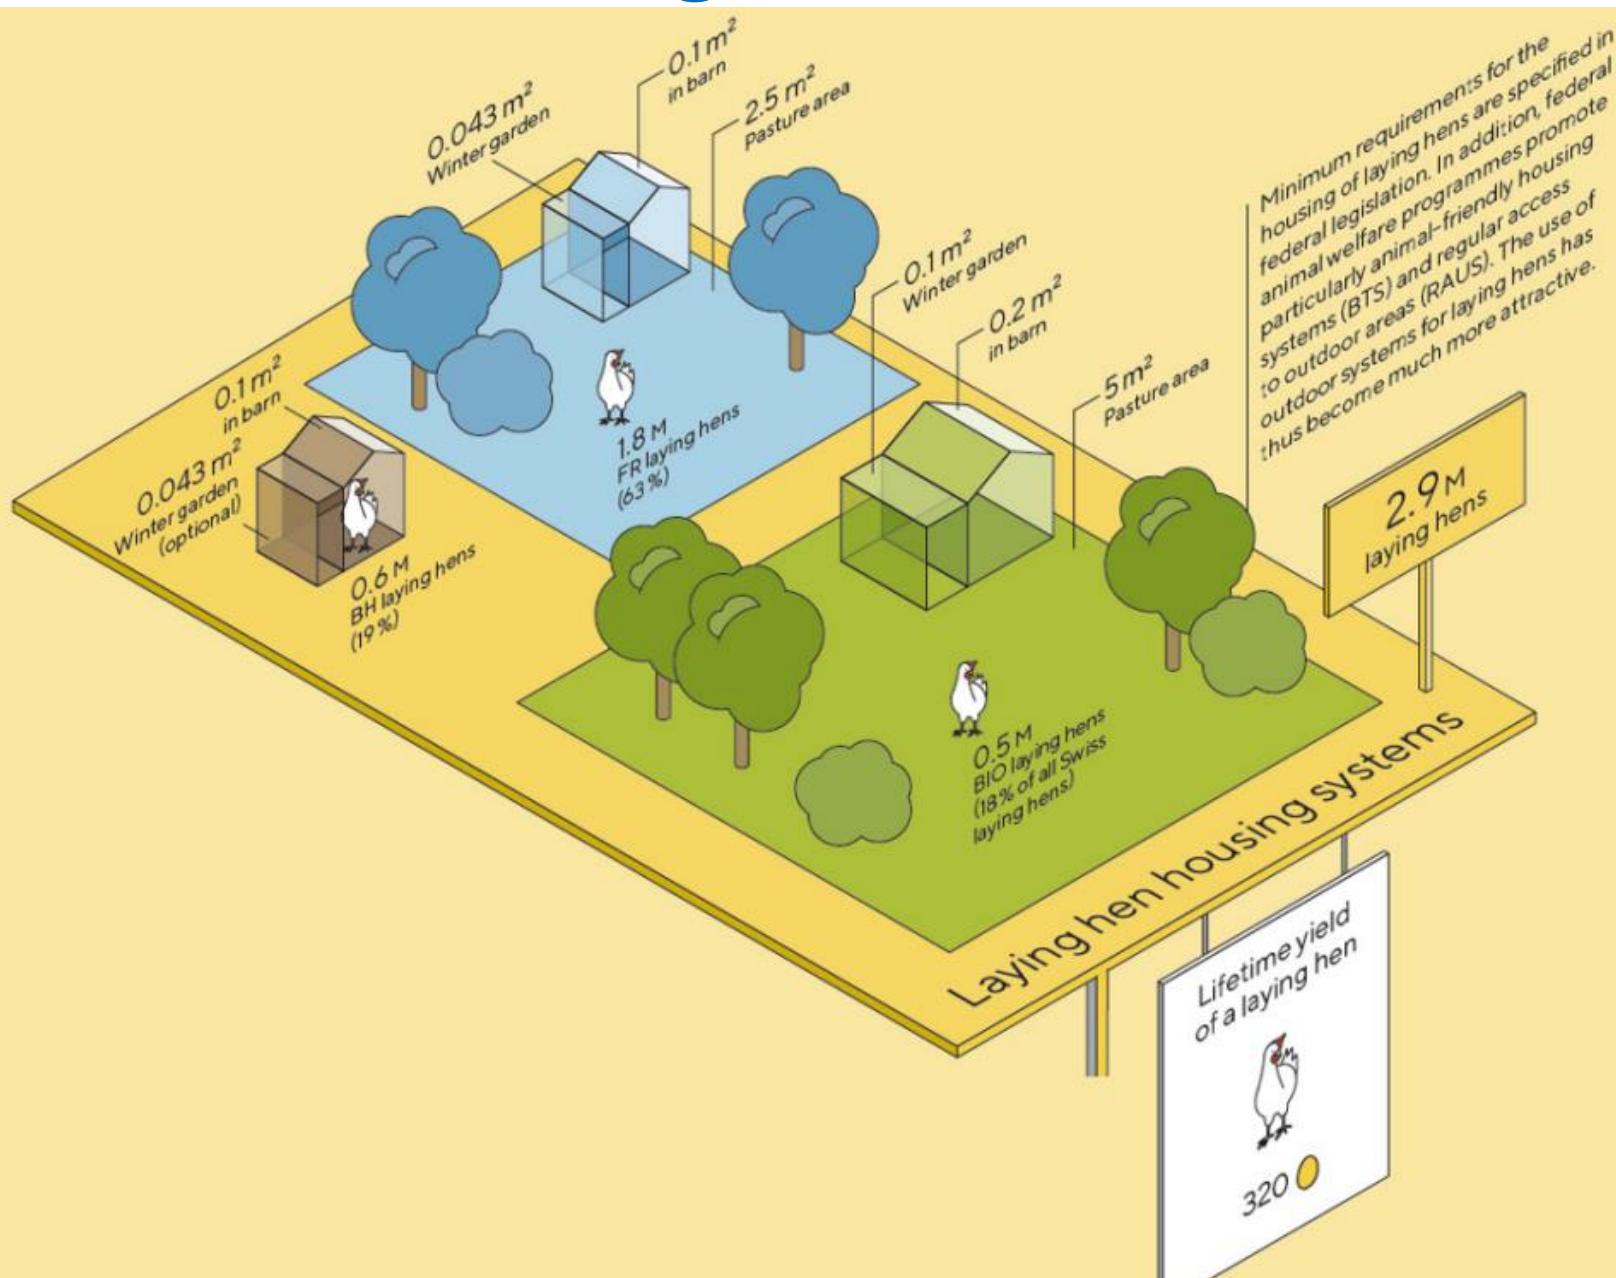 0.1 m²
in barn
0.043 m²
Winter garden
2.5 m²
Pasture area
0.1 m²
in barn
0.043 m²
Winter garden
(optional)
0.6 M
BH laying hens
(19 %)
1.8 M
FR laying hens
(63 %)
0.1 m²
Winter garden
0.2 m²
in barn
5 m²
Pasture area
0.5 M
BIO laying hens
(18 % of all Swiss
laying hens)
Minimum requirements for the
housing of laying hens are specified in
federal legislation. In addition, federal
animal welfare programmes promote
particularly animal-friendly housing
systems (BTS) and regular access
to outdoor areas (RAUS). The use of
outdoor systems for laying hens has
thus become much more attractive.
2.9 M
laying hens
Laying hen housing systems
Lifetime yield
of a laying hen
320